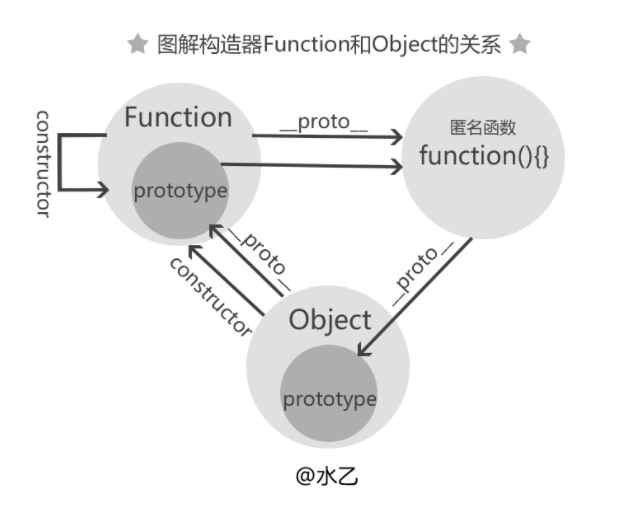 图解构造器Function和Object的关系
Function
__proto__
匿名函数
function(){}
constructor
prototype
__proto__
constructor
__proto__
Object
prototype
@水乙